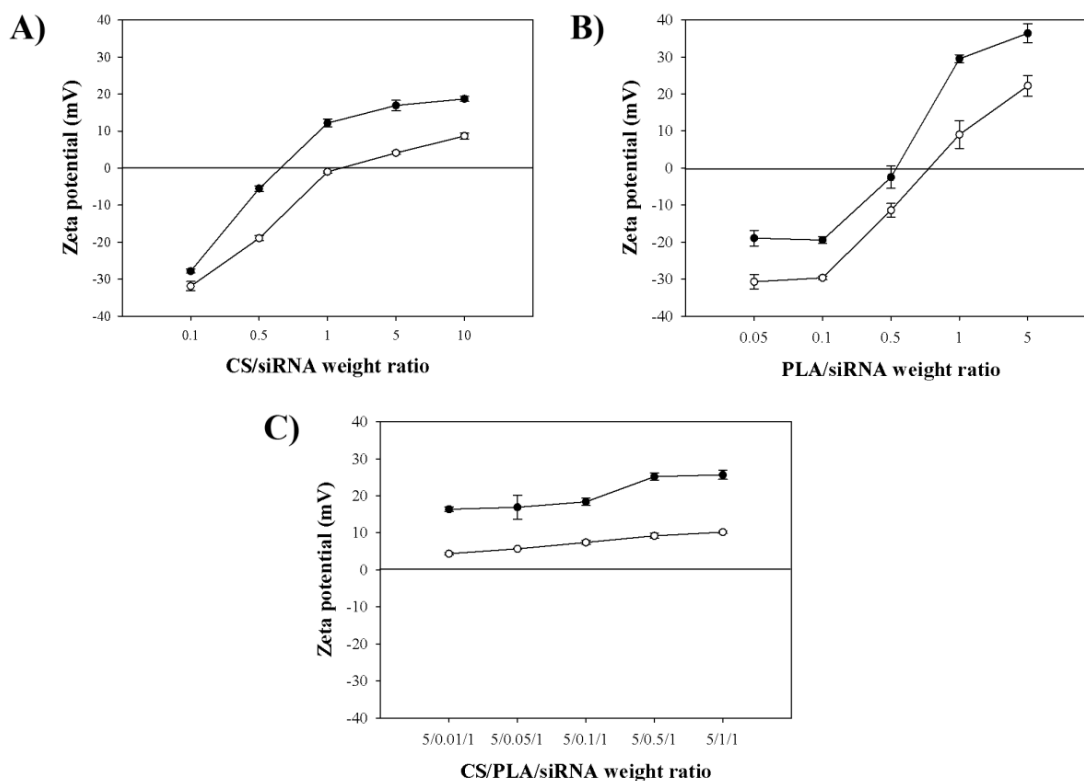 A)
Zeta potential (mV)
40
30
20
10
0
-10
-20
-30
-40
0.1 0.5 1 5 10
CS/siRNA weight ratio
B)
Zeta potential (mV)
40
30
20
10
0
-10
-20
-30
-40
0.05 0.1 0.5 1 5
PLA/siRNA weight ratio
C)
Zeta potential (mV)
40
30
20
10
0
-10
-20
-30
-40
5/0.01/1 5/0.05/1 5/0.1/1 5/0.5/1 5/1/1
CS/PLA/siRNA weight ratio